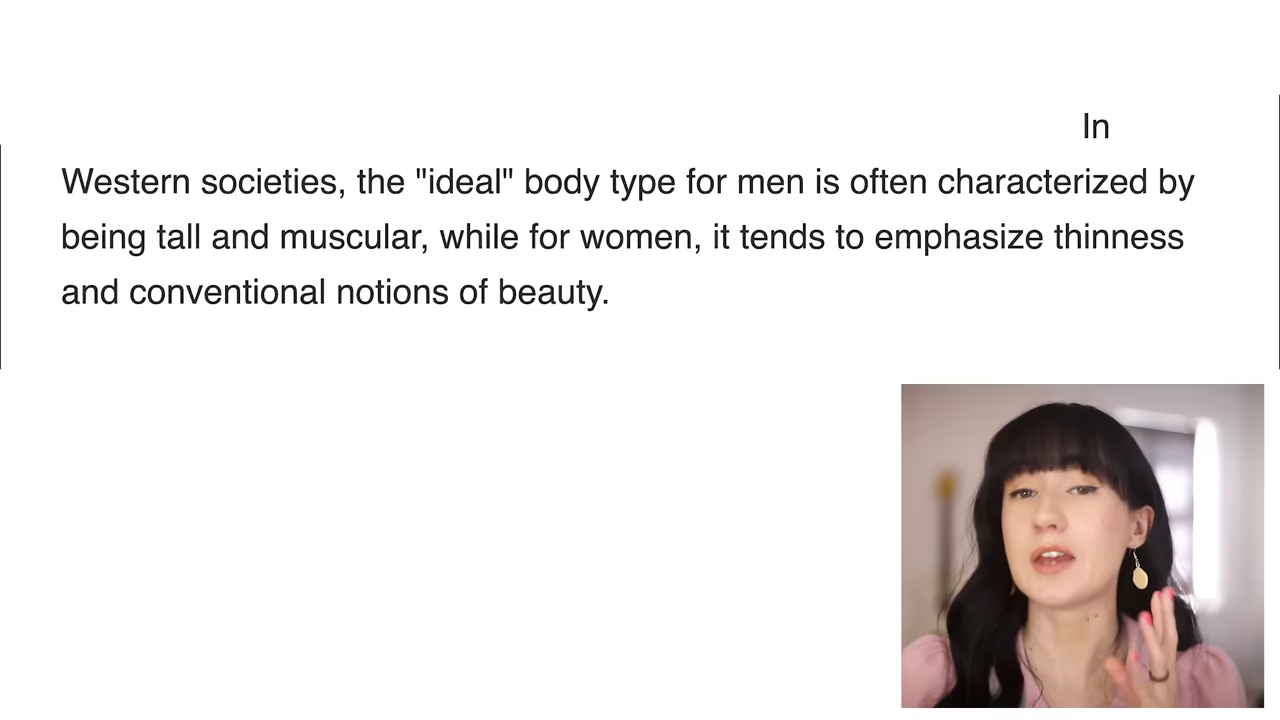 In
Western societies, the "ideal" body type for men is often characterized by
being tall and muscular, while for women, it tends to emphasize thinness
and conventional notions of beauty.